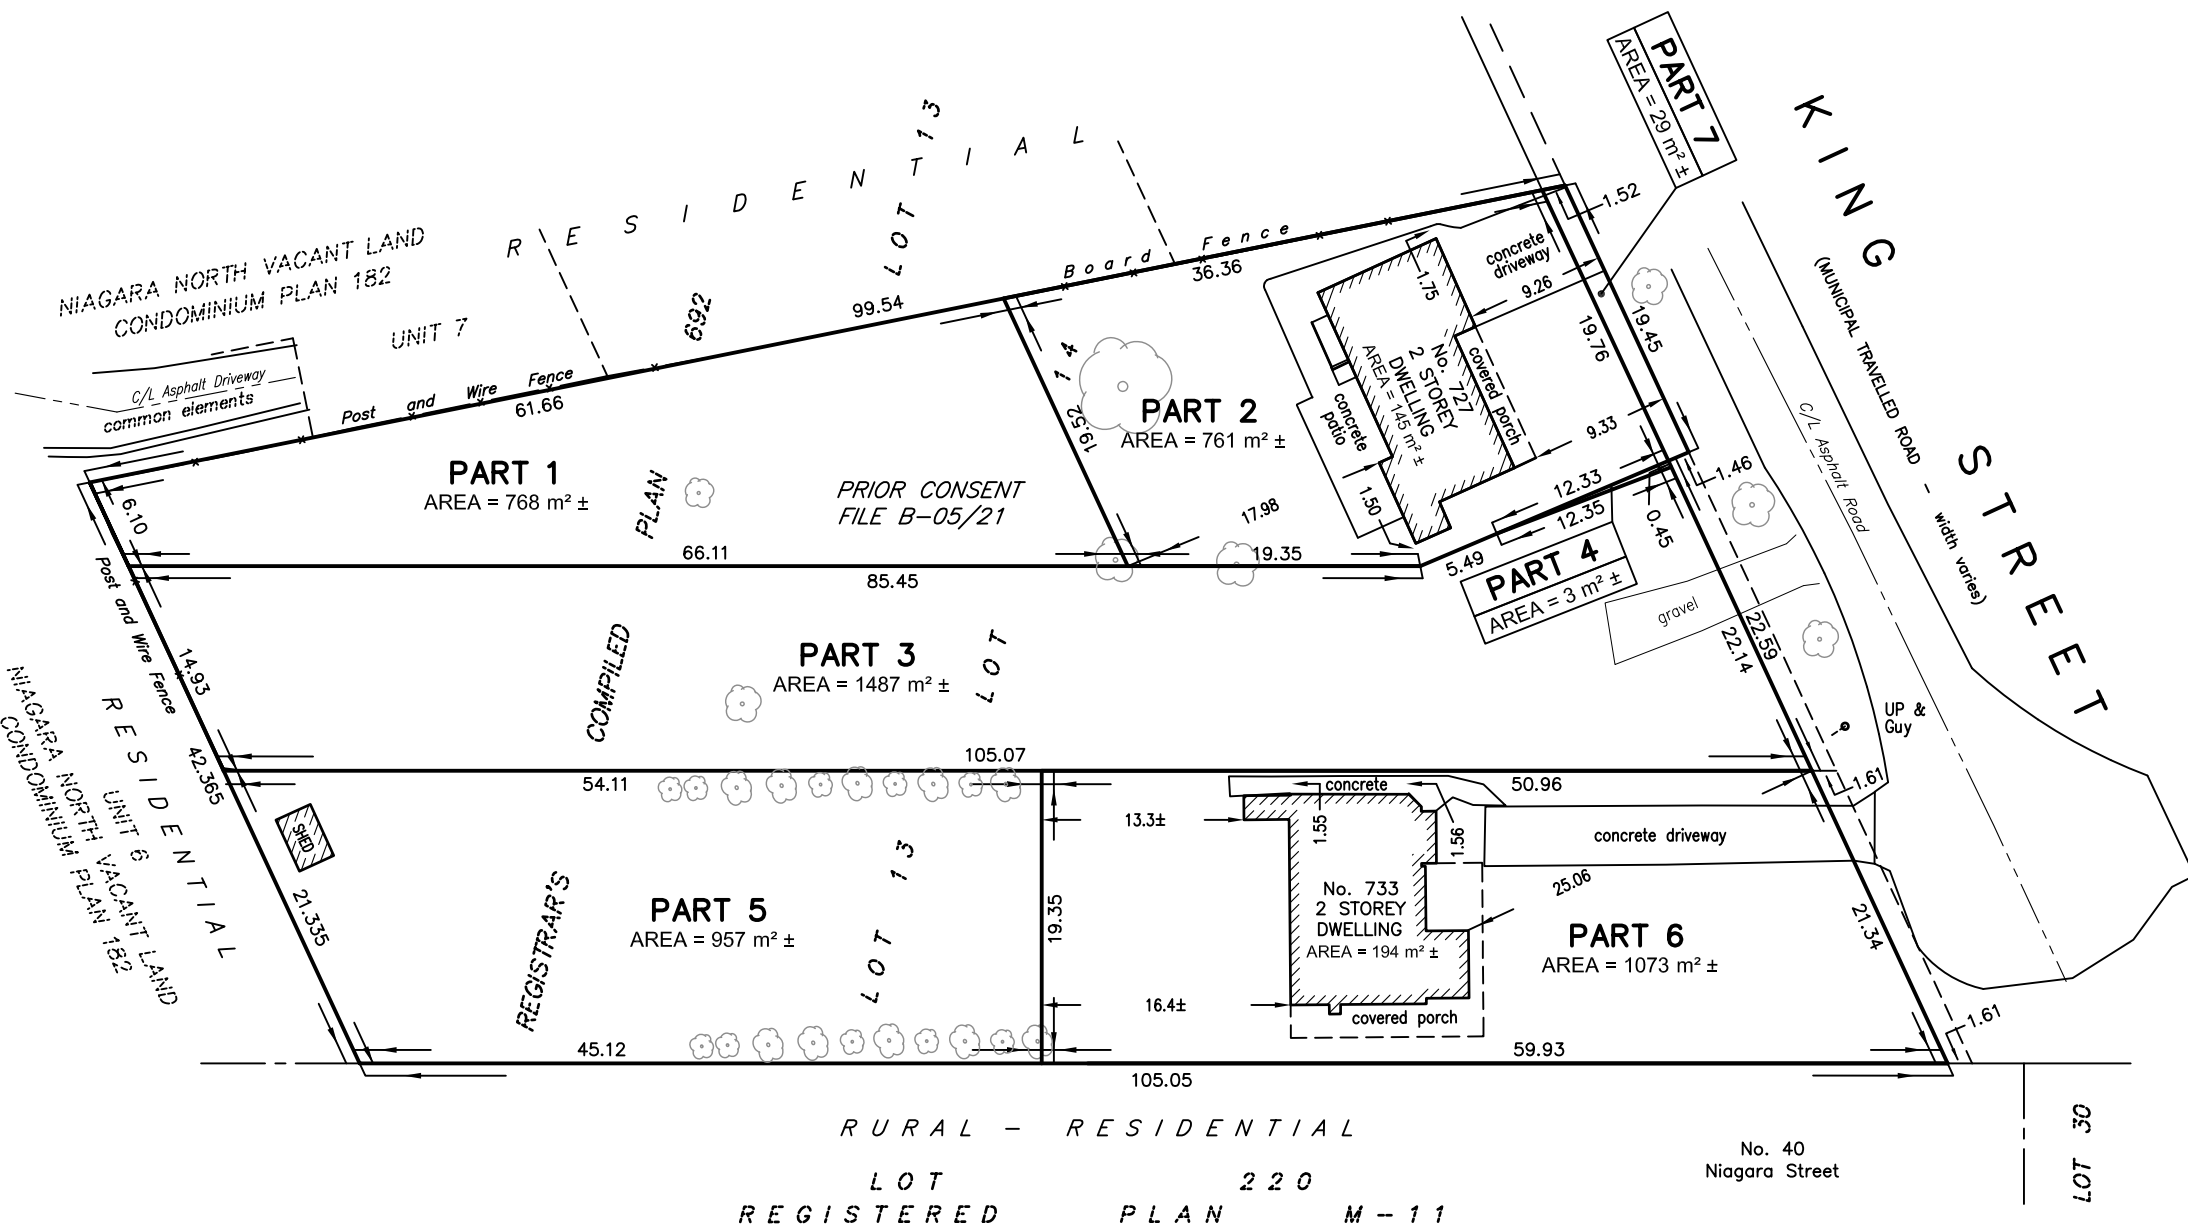 PART 7
AREA = 29 m² ±
KING STREET
(MUNICIPAL TRAVELLED ROAD - width varies)
C/L Asphalt Road
RESIDENTIAL
LOT 13
NIAGARA NORTH VACANT LAND
CONDOMINIUM PLAN 182
UNIT 7
C/L Asphalt Driveway
common elements
Post and Wire Fence
61.66
99.54
Board Fence
36.36
1.52
concrete
driveway
9.26
1.75
19.76
19.45
No. 727
2 STOREY
DWELLING
AREA = 145 m² ±
covered porch
concrete
patio
9.33
1.50
12.33
12.35
1.46
0.45
5.49
14
19.52
PART 2
AREA = 761 m² ±
17.98
19.35
PART 1
AREA = 768 m² ±
PRIOR CONSENT
FILE B-05/21
6.10
66.11
85.45
PART 4
AREA = 3 m² ±
gravel
22.59
22.14
UP &
Guy
1.61
Post and Wire Fence
14.93
42.365
PART 3
AREA = 1487 m² ±
LOT
REGISTRAR'S COMPILED PLAN 692
105.07
54.11
50.96
RESIDENTIAL
UNIT 6
NIAGARA NORTH VACANT LAND
CONDOMINIUM PLAN 182
SHED
21.335
PART 5
AREA = 957 m² ±
LOT 13
19.35
13.3±
16.4±
concrete
1.55
1.56
No. 733
2 STOREY
DWELLING
AREA = 194 m² ±
covered porch
concrete driveway
25.06
PART 6
AREA = 1073 m² ±
21.34
1.61
45.12
59.93
105.05
RURAL - RESIDENTIAL
LOT 220
REGISTERED PLAN M-11
No. 40
Niagara Street
LOT 30